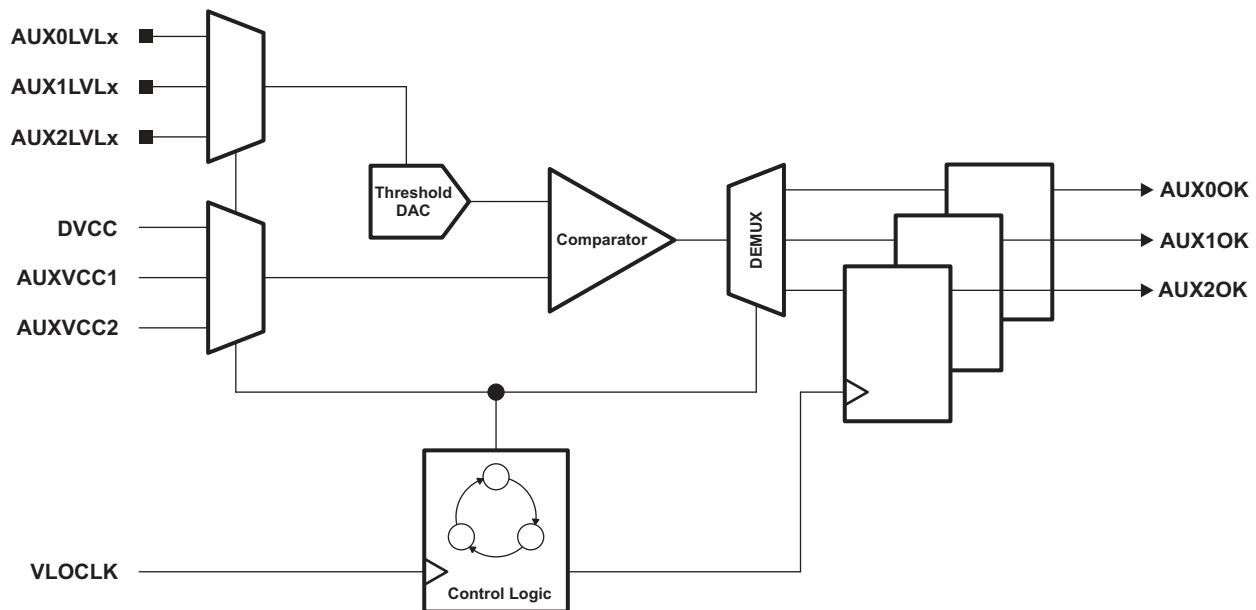 AUX0LVLx
AUX1LVLx
AUX2LVLx
DVCC
AUXVCC1
AUXVCC2
Threshold
DAC
Comparator
DEMUX
AUX0OK
AUX1OK
AUX2OK
VLOCLK
Control Logic